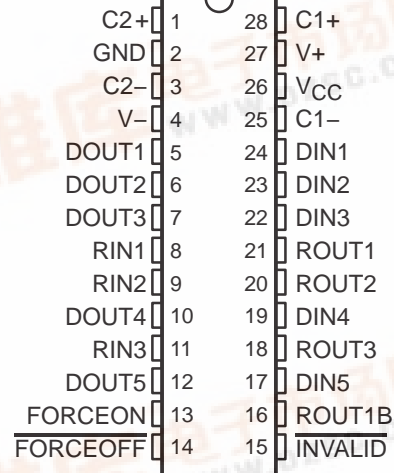 C2+ 1 28 C1+
GND 2 27 V+
C2− 3 26 VCC
V− 4 25 C1−
DOUT1 5 24 DIN1
DOUT2 6 23 DIN2
DOUT3 7 22 DIN3
RIN1 8 21 ROUT1
RIN2 9 20 ROUT2
DOUT4 10 19 DIN4
RIN3 11 18 ROUT3
DOUT5 12 17 DIN5
FORCEON 13 16 ROUT1B
FORCEOFF 14 15 INVALID